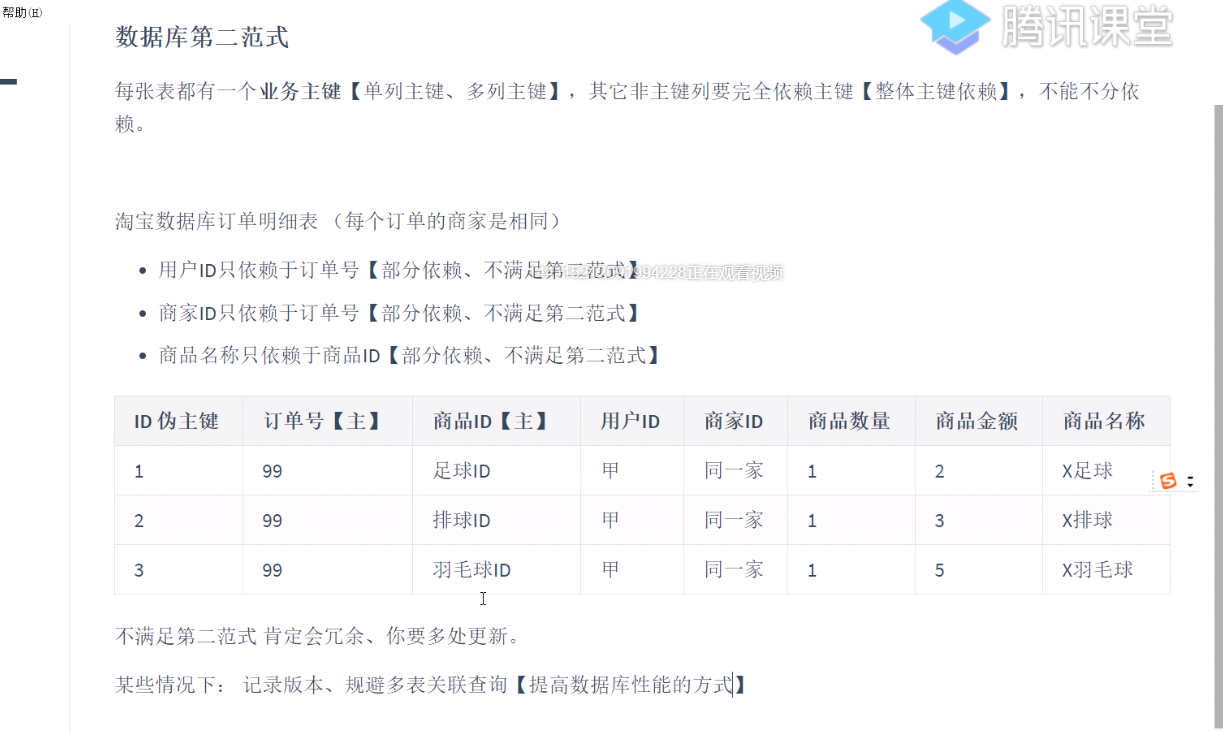 帮助(H)
腾讯课堂
数据库第二范式
每张表都有一个业务主键【单列主键、多列主键】，其它非主键列要完全依赖主键【整体主键依赖】，不能不分依
赖。
淘宝数据库订单明细表 （每个订单的商家是相同）
用户ID只依赖于订单号【部分依赖、不满足第二范式】
正在观看视频
商家ID只依赖于订单号【部分依赖、不满足第二范式】
商品名称只依赖于商品ID【部分依赖、不满足第二范式】
ID 伪主键 订单号【主】 商品ID【主】 用户ID 商家ID 商品数量 商品金额 商品名称
1 99 足球ID 甲 同一家 1 2 X足球
2 99 排球ID 甲 同一家 1 3 X排球
3 99 羽毛球ID 甲 同一家 1 5 X羽毛球
不满足第二范式 肯定会冗余、你要多处更新。
某些情况下： 记录版本、规避多表关联查询【提高数据库性能的方式】